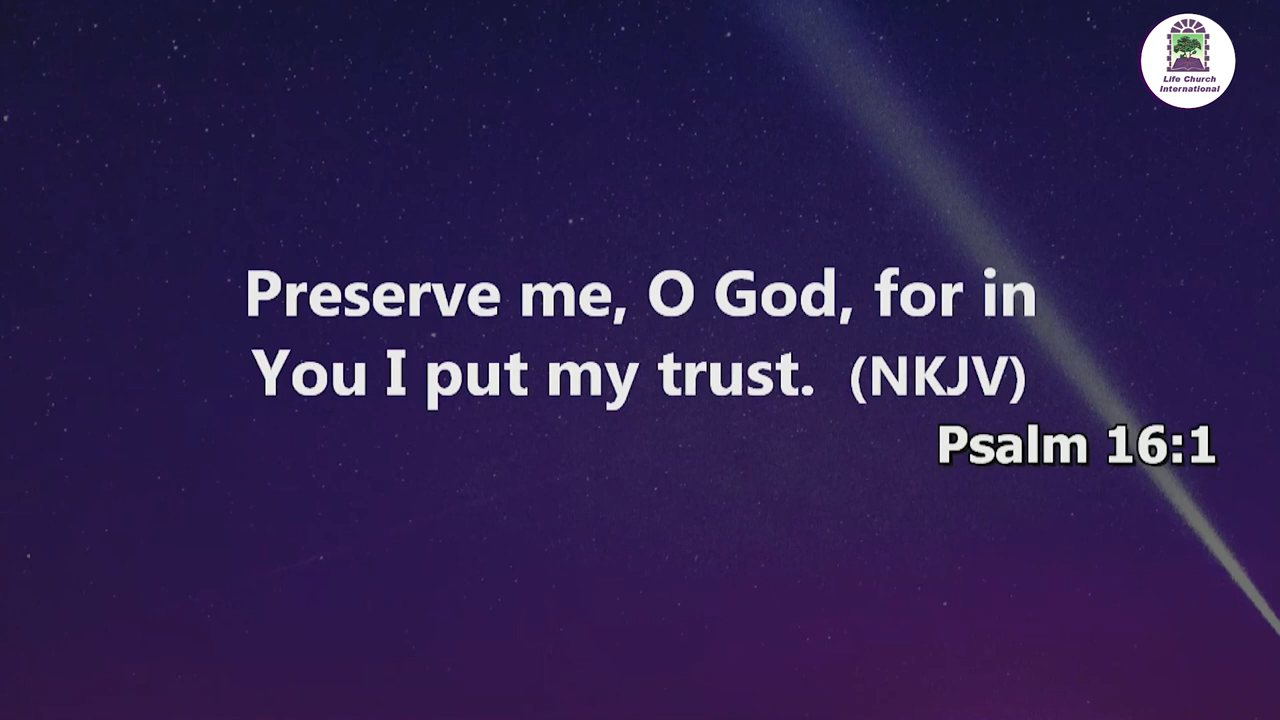 Life Church
International
Preserve me, O God, for in
You I put my trust. (NKJV)
Psalm 16:1